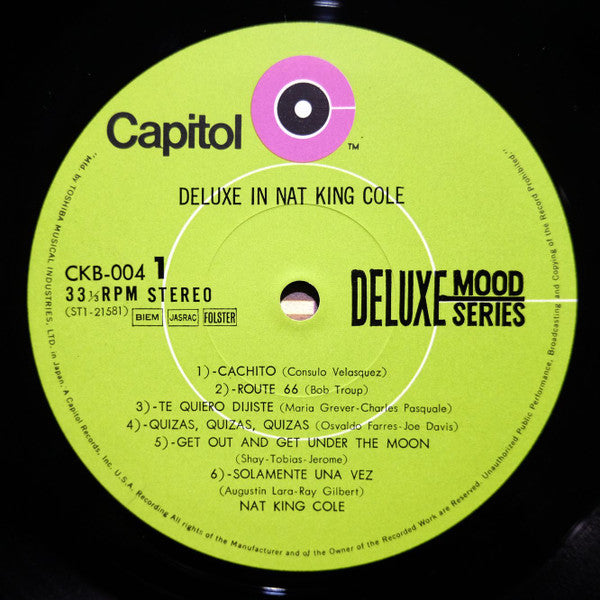 Capitol
TM
DELUXE IN NAT KING COLE
CKB-004 1
33⅓RPM STEREO
(ST1-21581) BIEM JASRAC FOLSTER
DELUXE MOOD SERIES
1)-CACHITO (Consulo Velasquez)
2)-ROUTE 66 (Bob Troup)
3)-TE QUIERO DIJISTE (Maria Grever-Charles Pasquale)
4)-QUIZAS, QUIZAS, QUIZAS (Osvaldo Farres-Joe Davis)
5)-GET OUT AND GET UNDER THE MOON
(Shay-Tobias-Jerome)
6)-SOLAMENTE UNA VEZ
(Augustin Lara-Ray Gilbert)
NAT KING COLE
"Mfd. by TOSHIBA MUSICAL INDUSTRIES, LTD. in Japan. A Capitol Records, Inc. U.S.A. Recording All rights of the Manufacturer and of the Owner of the Recorded Work are Reserved. Unauthorized Public Performance, Broadcasting and Copying of the Record Prohibited."